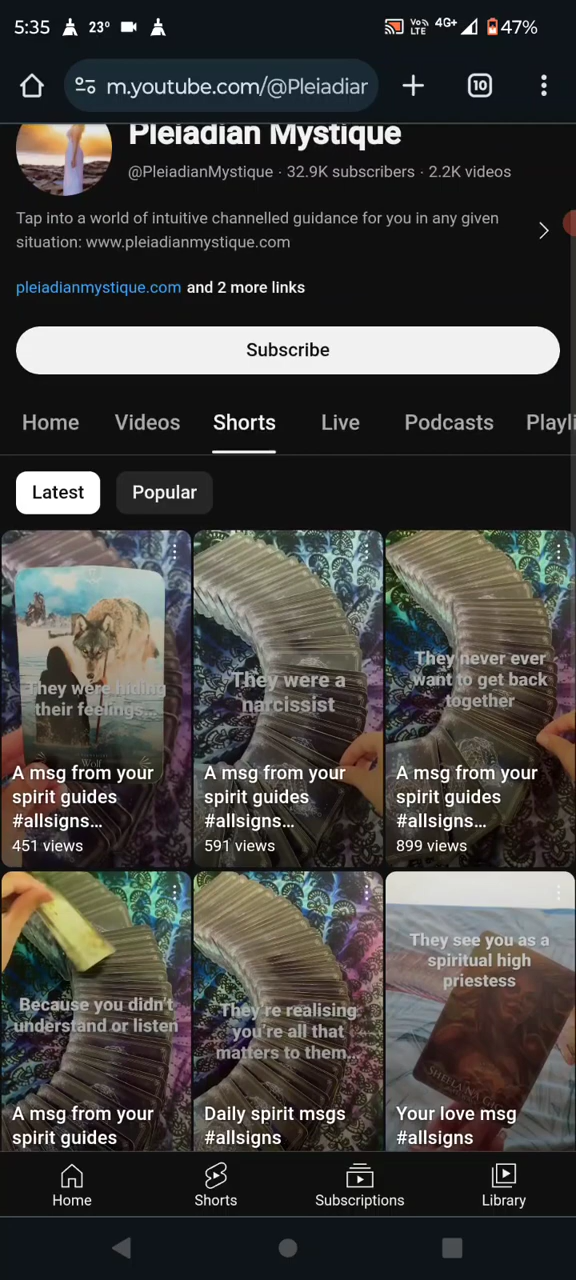 5:35 23° VoLTE 4G+ 47%
m.youtube.com/@Pleiadiar
10
Pleiadian Mystique
@PleiadianMystique · 32.9K subscribers · 2.2K videos
Tap into a world of intuitive channelled guidance for you in any given
situation: www.pleiadianmystique.com
pleiadianmystique.com and 2 more links
Subscribe
Home Videos Shorts Live Podcasts Playli
Latest Popular
They were hiding
their feelings...
Wolf
A msg from your
spirit guides
#allsigns…
451 views
They were a
narcissist
A msg from your
spirit guides
#allsigns…
591 views
They never ever
want to get back
together
A msg from your
spirit guides
#allsigns…
899 views
Because you didn't
understand or listen
A msg from your
spirit guides
They're realising
you're all that
matters to them...
Daily spirit msgs
#allsigns
They see you as a
spiritual high
priestess
SHEELA NA GIG
Your love msg
#allsigns
Home Shorts Subscriptions Library